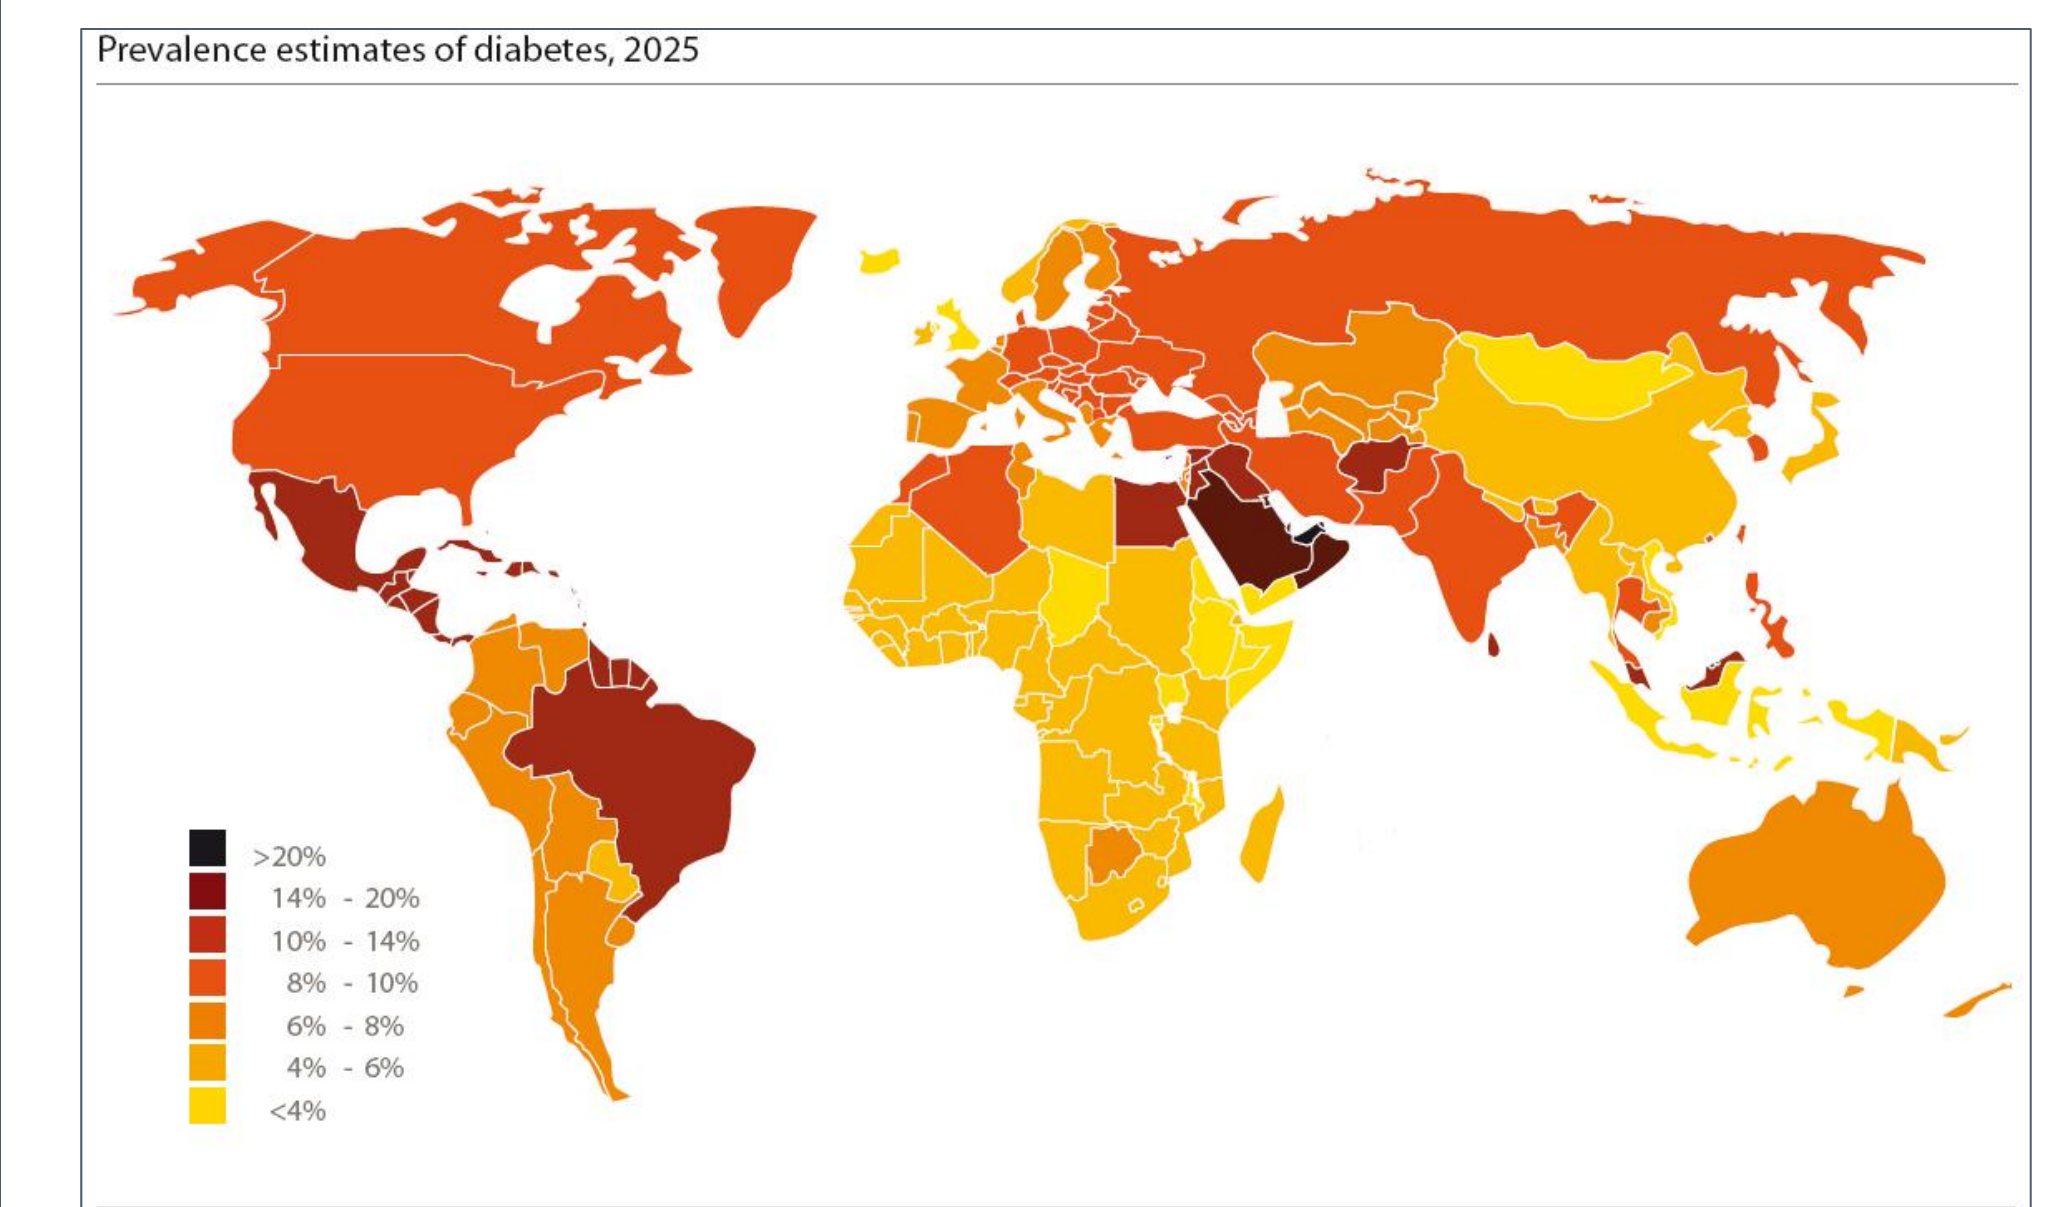 Prevalence estimates of diabetes, 2025
>20%
14% - 20%
10% - 14%
8% - 10%
6% - 8%
4% - 6%
<4%